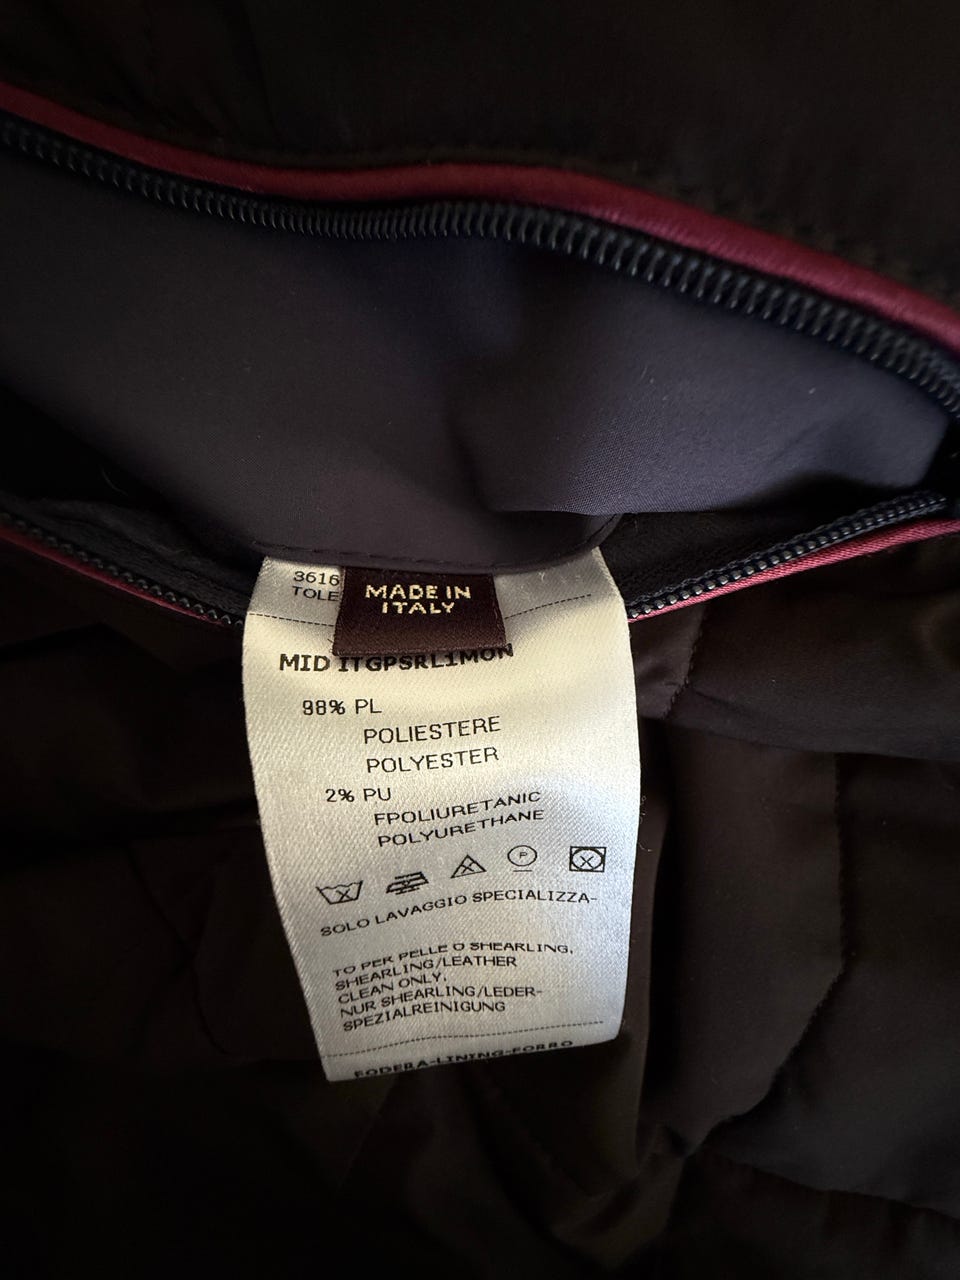 3616
TOLE
MADE IN
ITALY
MID ITGPSRL1MON
98% PL
POLIESTERE
POLYESTER
2% PU
FPOLIURETANIC
POLYURETHANE
P
SOLO LAVAGGIO SPECIALIZZA-
TO PER PELLE O SHEARLING.
SHEARLING/LEATHER
CLEAN ONLY.
NUR SHEARLING/LEDER-
SPEZIALREINIGUNG
FODERA-LINING-FORRO